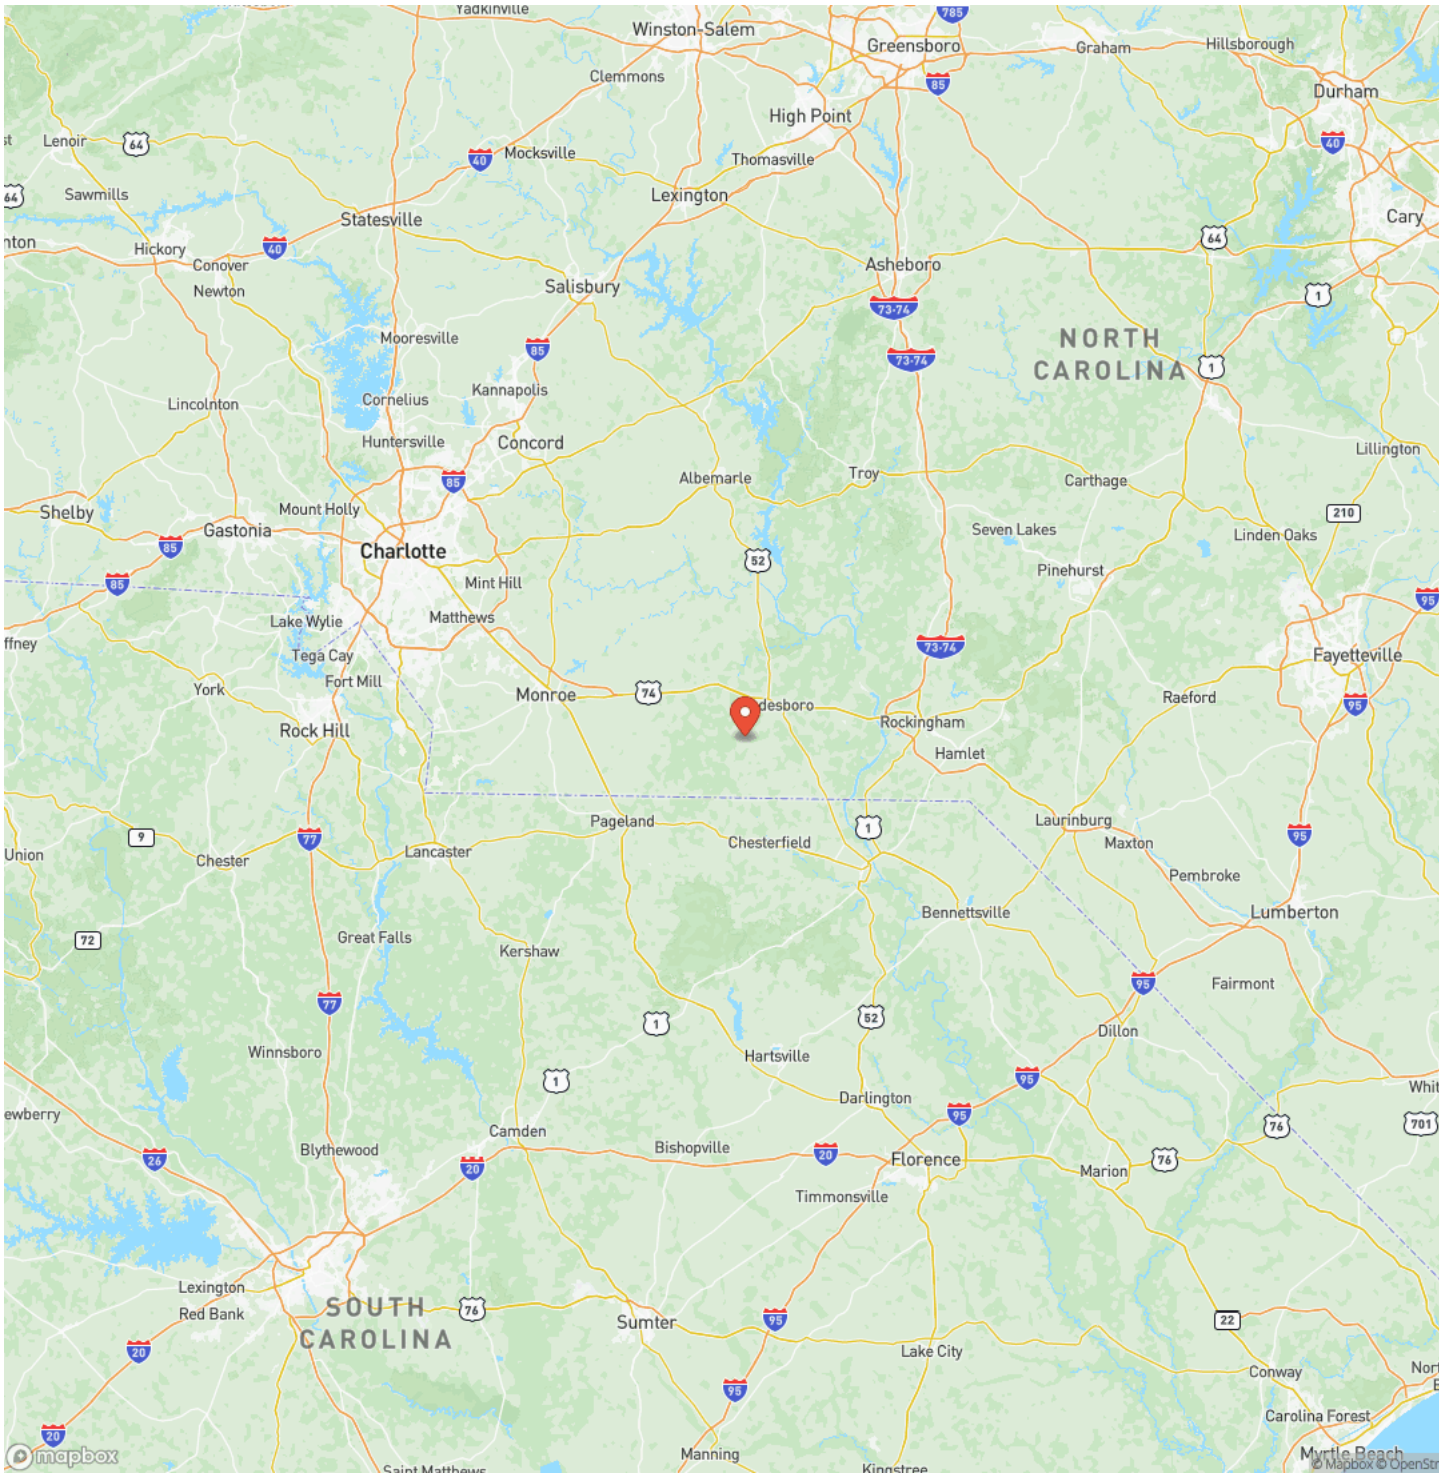 Yadkinville
785
Winston-Salem
Greensboro
Graham
Hillsborough
Clemmons
85
Durham
High Point
st
Lenoir
64
40
Mocksville
Thomasville
40
64
Sawmills
Lexington
Statesville
Cary
nton
Hickory
40
64
Conover
Asheboro
Newton
Salisbury
1
73-74
Mooresville
85
NORTH
CAROLINA
73-74
1
Kannapolis
Lincolnton
Cornelius
Huntersville
Concord
Lillington
85
Albemarle
Troy
Carthage
Shelby
Mount Holly
210
Gastonia
Seven Lakes
Linden Oaks
85
Charlotte
52
Pinehurst
85
Mint Hill
95
Lake Wylie
Matthews
ffney
Tega Cay
73-74
Fayetteville
Fort Mill
York
Monroe
74
desboro
Raeford
95
Rock Hill
Rockingham
Hamlet
Pageland
1
Laurinburg
9
77
Chesterfield
95
Union
Chester
Lancaster
Maxton
Pembroke
Bennettsville
Lumberton
72
Great Falls
Kershaw
77
95
Fairmont
1
52
Dillon
Winnsboro
Hartsville
1
95
Whit
ewberry
Darlington
95
Camden
76
701
26
Blythewood
Bishopville
20
Florence
76
20
Marion
Timmonsville
Lexington
SOUTH
CAROLINA
76
Red Bank
Sumter
95
22
20
Lake City
Conway
Nort
95
Carolina Forest
20
Manning
Myrtle Beach
mapbox
Saint Matthews
Kingstree
© Mapbox © OpenStr